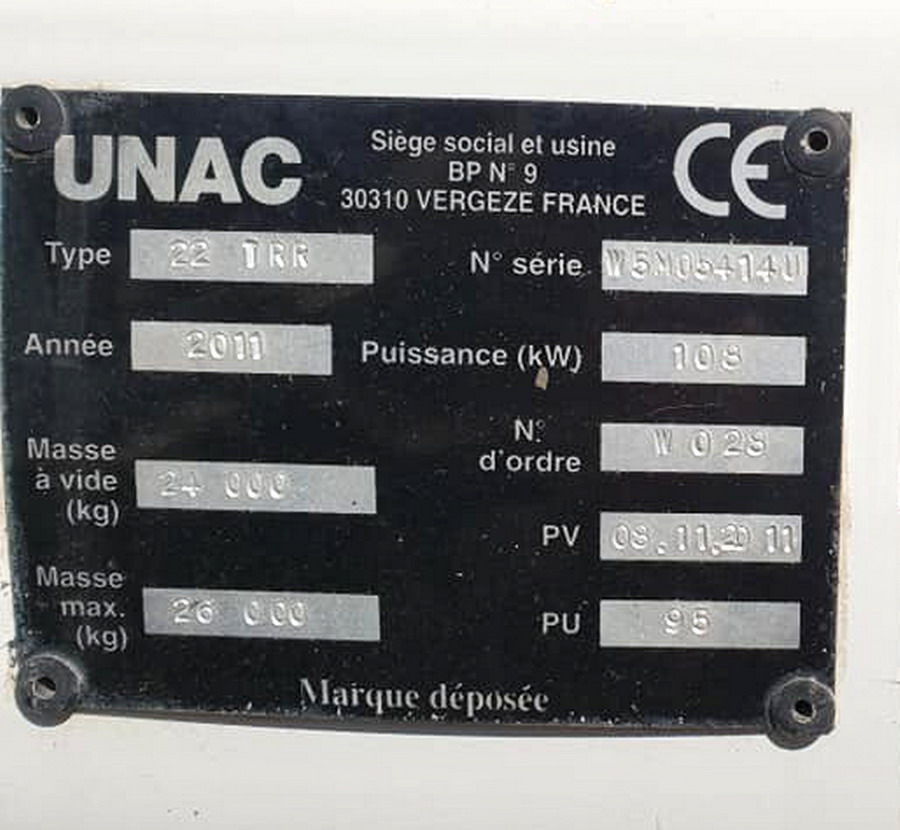 UNAC
Siège social et usine
BP N° 9
30310 VERGEZE FRANCE
CE
Type 22 TRR
N° série W5M05414U
Année 2011
Puissance (kW) 108
N°
d'ordre W 028
Masse
à vide
(kg) 24 000
PV 08.11.2011
Masse
max.
(kg) 26 000
PU 95
Marque déposée